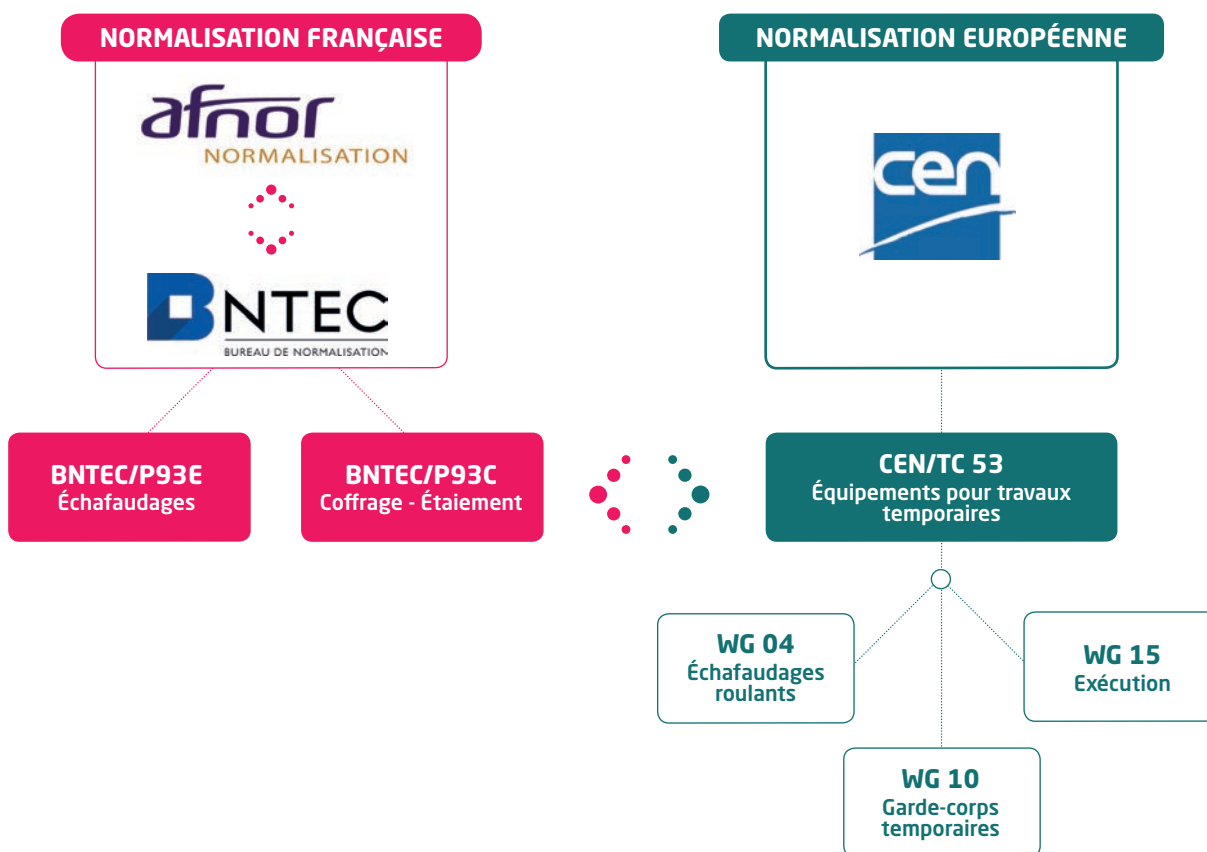 NORMALISATION FRANÇAISE
afnor
NORMALISATION
BNTEC
BUREAU DE NORMALISATION
BNTEC/P93E
Échafaudages
BNTEC/P93C
Coffrage - Étaiement
NORMALISATION EUROPÉENNE
cen
CEN/TC 53
Équipements pour travaux
temporaires
WG 04
Échafaudages
roulants
WG 10
Garde-corps
temporaires
WG 15
Exécution